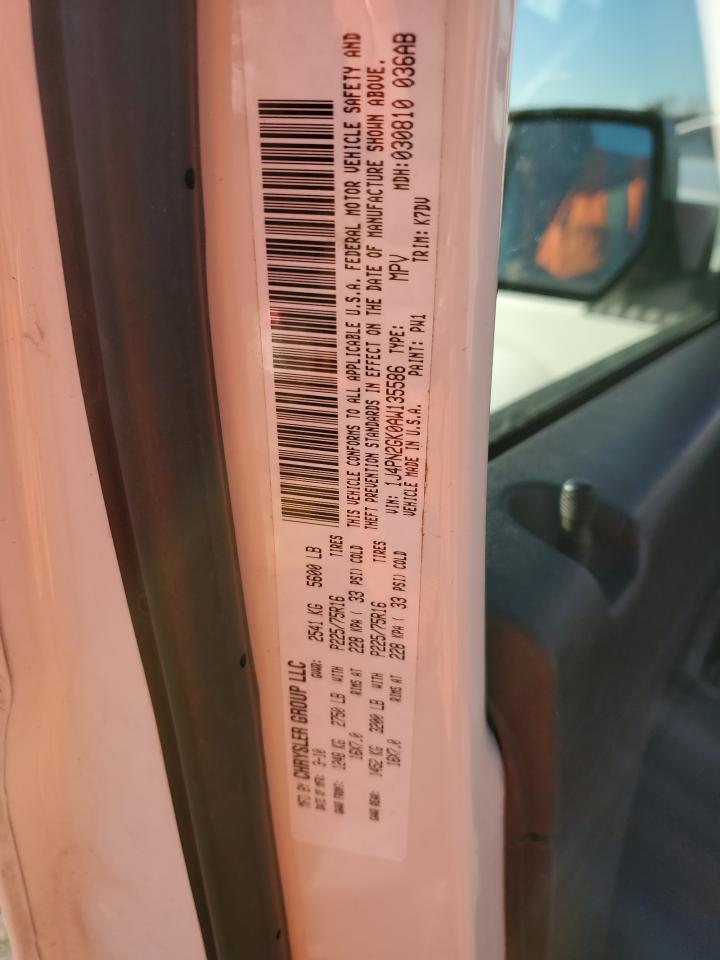 MFD BY CHRYSLER GROUP LLC
DATE OF MFR: 3-10 GVWR: 2541 KG 5600 LB
GAWR FRONT: 1248 KG 2750 LB WITH P225/75R16 TIRES
16X7.0 RIMS AT 228 KPA ( 33 PSI) COLD
GAWR REAR: 1452 KG 3200 LB WITH P225/75R16 TIRES
16X7.0 RIMS AT 228 KPA ( 33 PSI) COLD
THIS VEHICLE CONFORMS TO ALL APPLICABLE U.S.A. FEDERAL MOTOR VEHICLE SAFETY AND
THEFT PREVENTION STANDARDS IN EFFECT ON THE DATE OF MANUFACTURE SHOWN ABOVE.
VIN: 1J4PN2GK0AW135586 TYPE: MPV MDH:030810 036AB
VEHICLE MADE IN U.S.A. PAINT: PW1 TRIM: K7DV